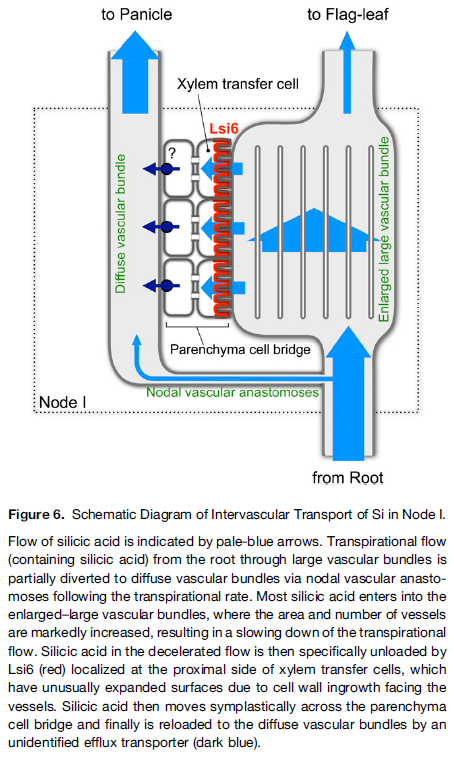 to Panicle
to Flag-leaf
Xylem transfer cell
Lsi6
?
Diffuse vascular bundle
Enlarged large vascular bundle
Parenchyma cell bridge
Nodal vascular anastomoses
Node I
from Root
Figure 6. Schematic Diagram of Intervascular Transport of Si in Node I.
Flow of silicic acid is indicated by pale-blue arrows. Transpirational flow
(containing silicic acid) from the root through large vascular bundles is
partially diverted to diffuse vascular bundles via nodal vascular anasto-
moses following the transpirational rate. Most silicic acid enters into the
enlarged–large vascular bundles, where the area and number of vessels
are markedly increased, resulting in a slowing down of the transpirational
flow. Silicic acid in the decelerated flow is then specifically unloaded by
Lsi6 (red) localized at the proximal side of xylem transfer cells, which
have unusually expanded surfaces due to cell wall ingrowth facing the
vessels. Silicic acid then moves symplastically across the parenchyma
cell bridge and finally is reloaded to the diffuse vascular bundles by an
unidentified efflux transporter (dark blue).